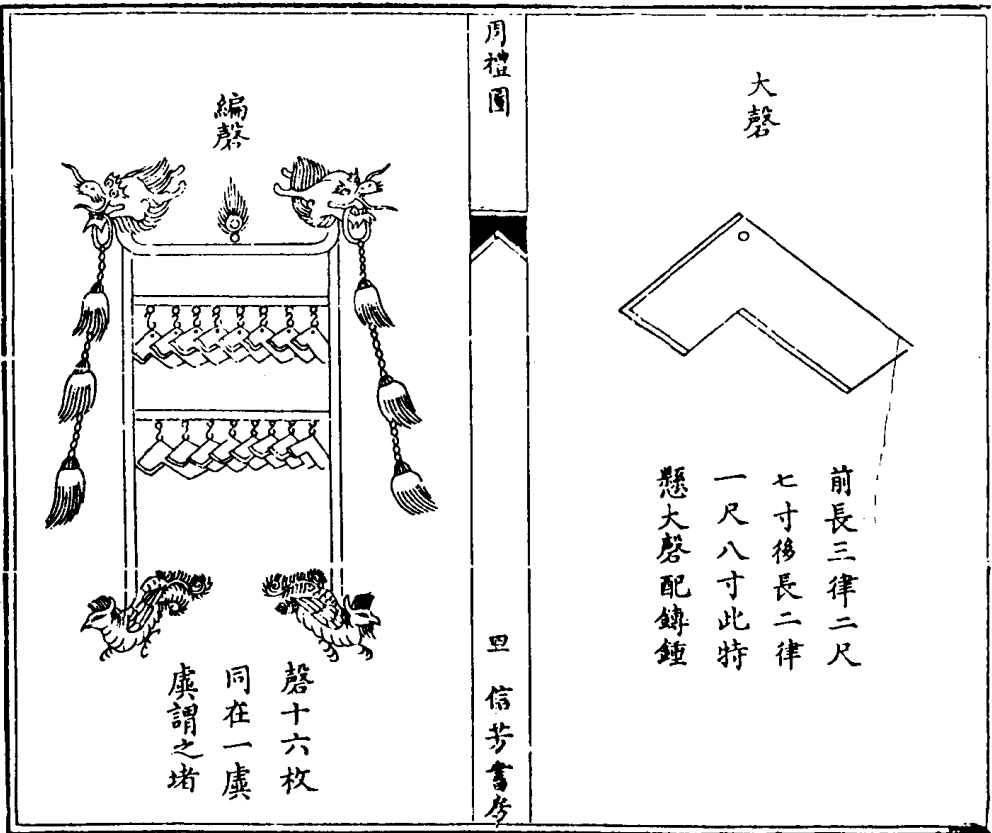 大磬
前長三律二尺
七寸後長二律
一尺八寸此特
懸大磬配鎛鍾
周禮圖
四
信芳書房
編磬
磬十六枚
同在一虡
虡謂之堵